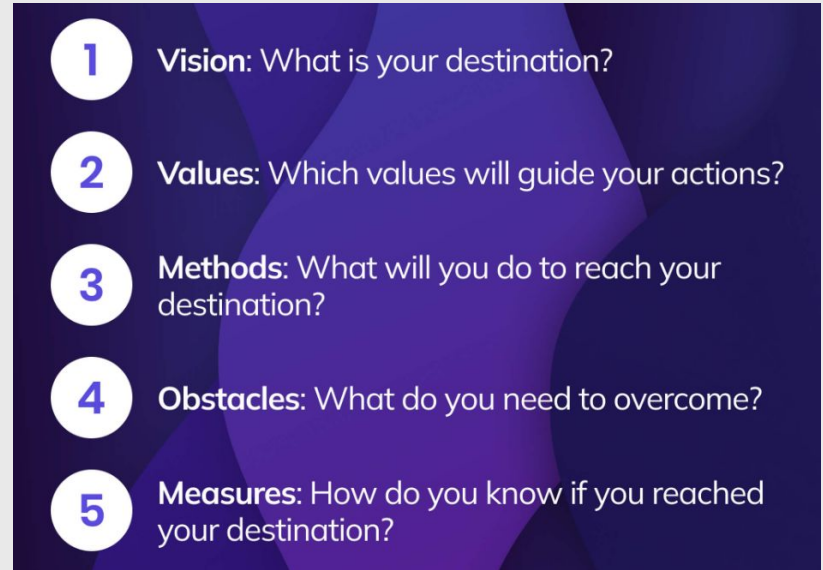 1
Vision: What is your destination?
2
Values: Which values will guide your actions?
3
Methods: What will you do to reach your
destination?
4
Obstacles: What do you need to overcome?
5
Measures: How do you know if you reached
your destination?